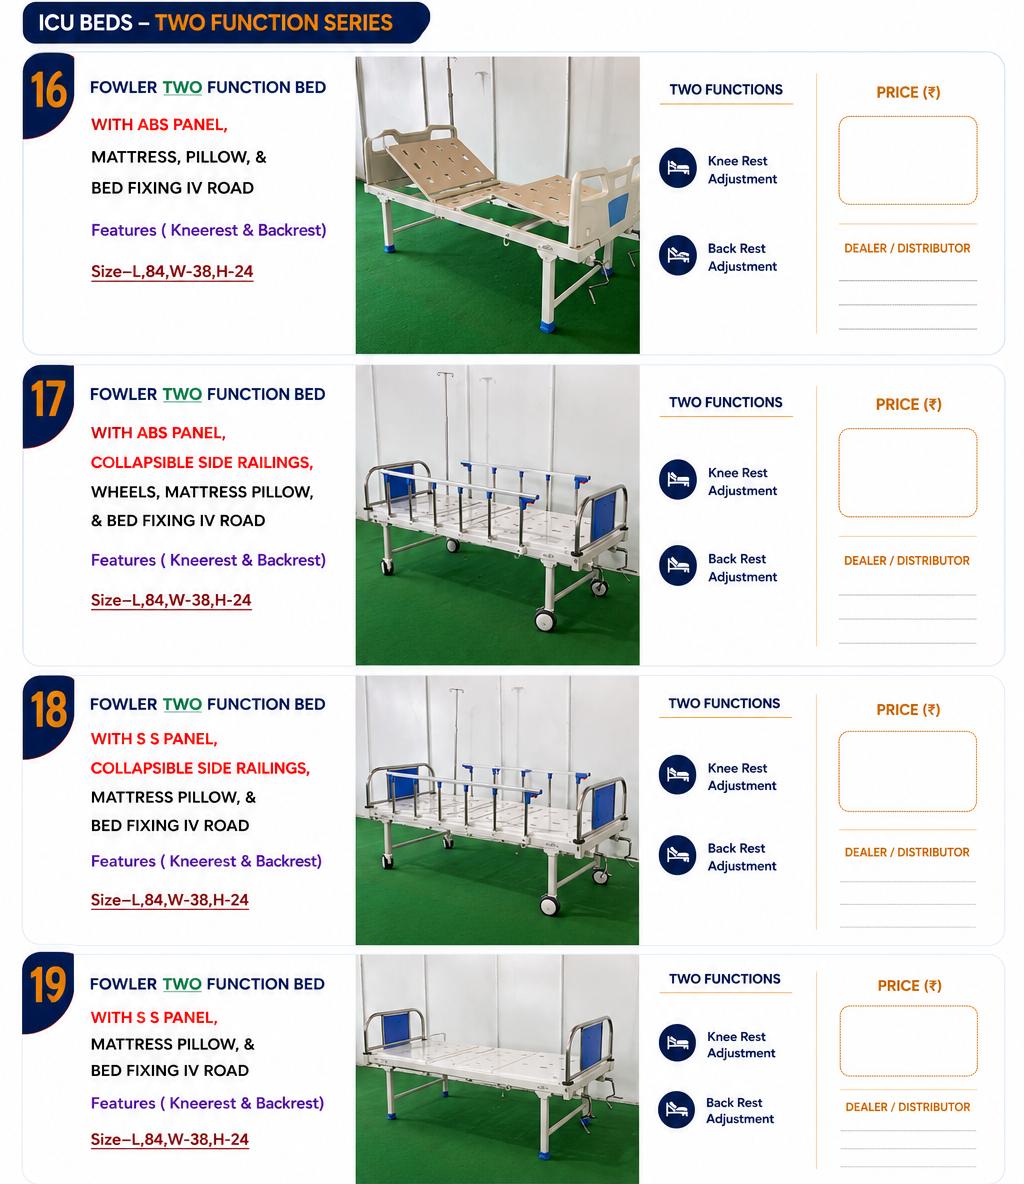 ICU BEDS – TWO FUNCTION SERIES
16
FOWLER TWO FUNCTION BED
WITH ABS PANEL,
MATTRESS, PILLOW, &
BED FIXING IV ROAD
Features ( Kneerest & Backrest)
Size–L,84,W-38,H-24
TWO FUNCTIONS
Knee Rest
Adjustment
Back Rest
Adjustment
PRICE (₹)
DEALER / DISTRIBUTOR
17
FOWLER TWO FUNCTION BED
WITH ABS PANEL,
COLLAPSIBLE SIDE RAILINGS,
WHEELS, MATTRESS PILLOW,
& BED FIXING IV ROAD
Features ( Kneerest & Backrest)
Size–L,84,W-38,H-24
TWO FUNCTIONS
Knee Rest
Adjustment
Back Rest
Adjustment
PRICE (₹)
DEALER / DISTRIBUTOR
18
FOWLER TWO FUNCTION BED
WITH S S PANEL,
COLLAPSIBLE SIDE RAILINGS,
MATTRESS PILLOW, &
BED FIXING IV ROAD
Features ( Kneerest & Backrest)
Size–L,84,W-38,H-24
TWO FUNCTIONS
Knee Rest
Adjustment
Back Rest
Adjustment
PRICE (₹)
DEALER / DISTRIBUTOR
19
FOWLER TWO FUNCTION BED
WITH S S PANEL,
MATTRESS PILLOW, &
BED FIXING IV ROAD
Features ( Kneerest & Backrest)
Size–L,84,W-38,H-24
TWO FUNCTIONS
Knee Rest
Adjustment
Back Rest
Adjustment
PRICE (₹)
DEALER / DISTRIBUTOR